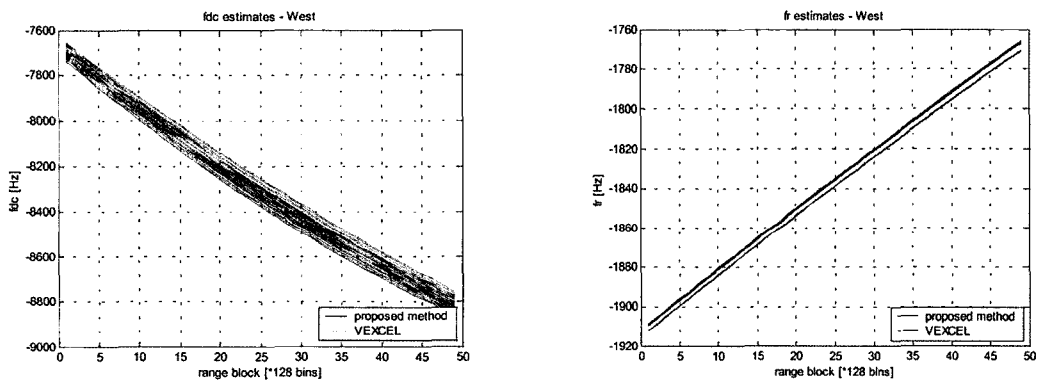 fdc estimates - West
-7600
-7800
-8000
-8200
-8400
-8600
-8800
-9000
fdc [Hz]
0 5 10 15 20 25 30 35 40 45 50
range block [*128 bins]
proposed method
VEXCEL
fr estimates - West
-1760
-1780
-1800
-1820
-1840
-1860
-1880
-1900
-1920
fr [Hz]
0 5 10 15 20 25 30 35 40 45 50
range block [*128 bins]
proposed method
VEXCEL